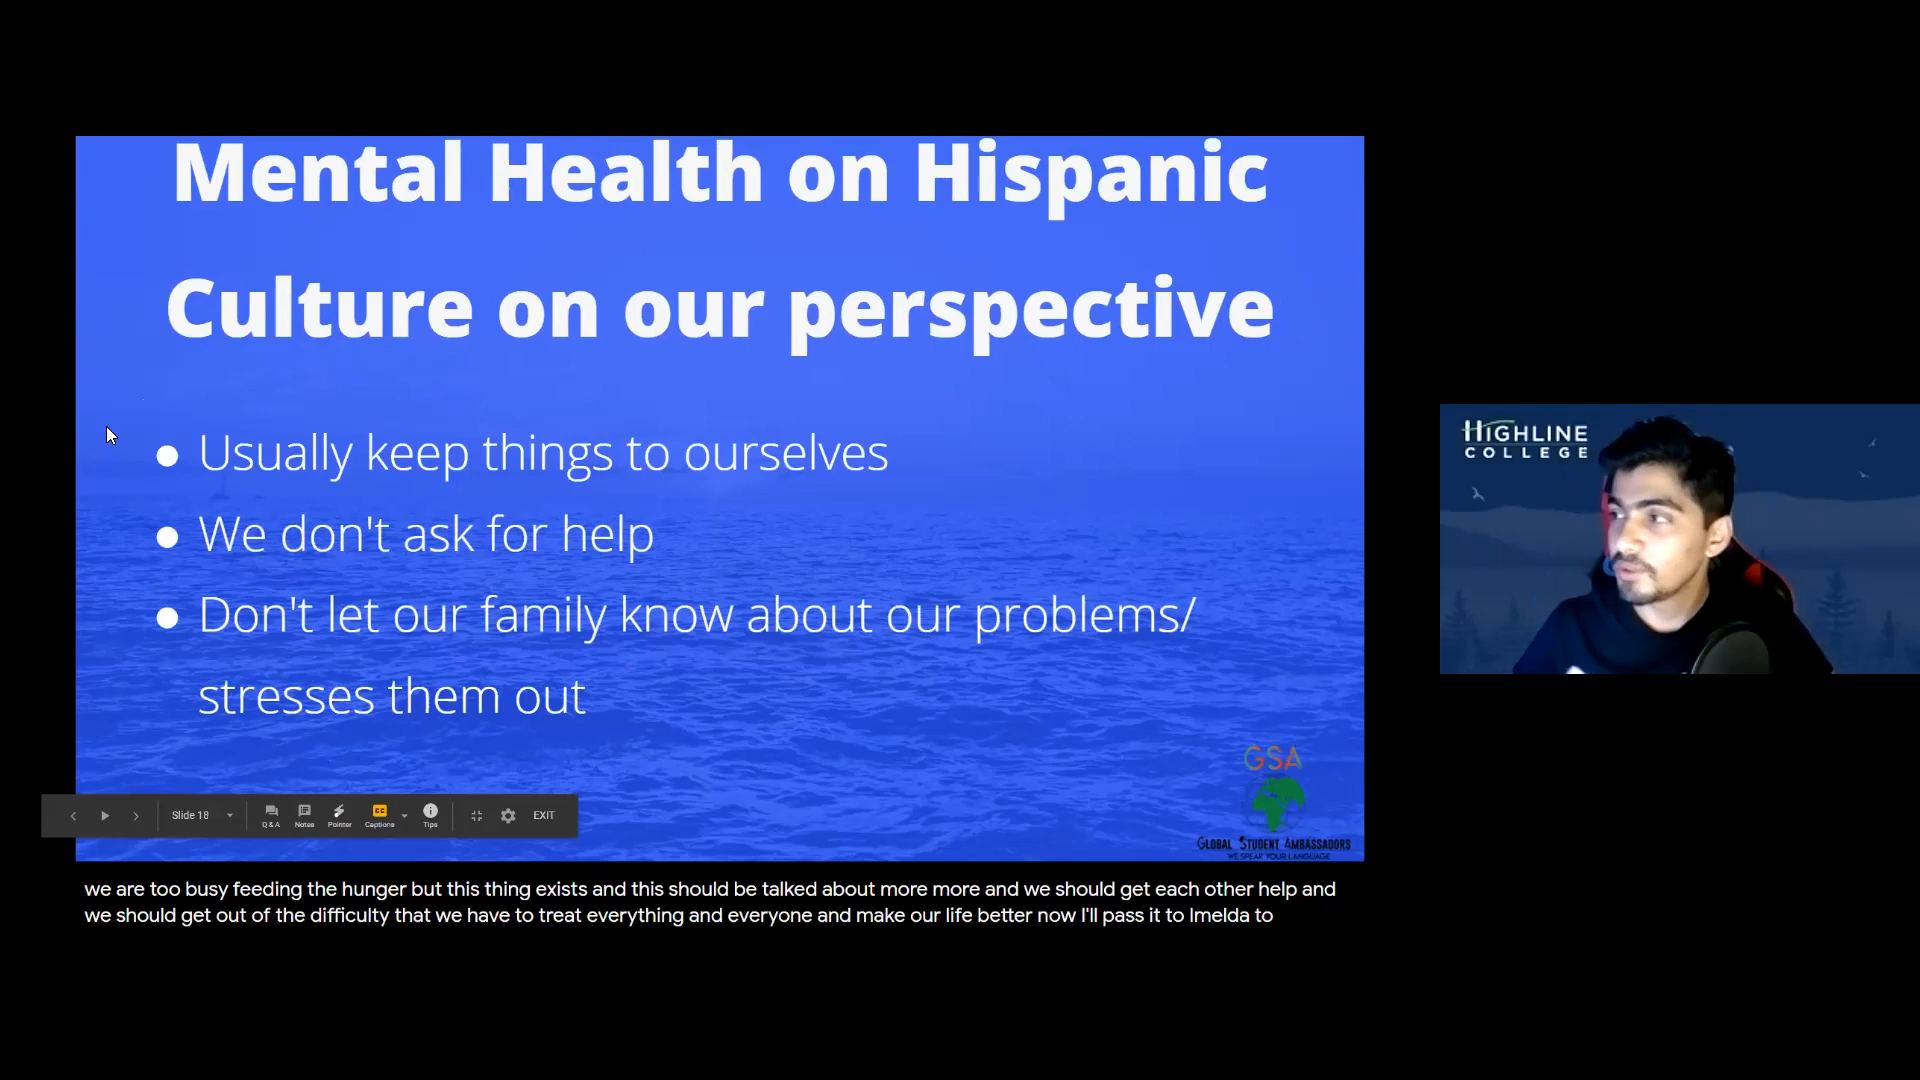 Mental Health on Hispanic
Culture on our perspective
● Usually keep things to ourselves
● We don't ask for help
● Don't let our family know about our problems/
stresses them out
GSA
GLOBAL STUDENT AMBASSADORS
WE SPEAK YOUR LANGUAGE
Slide 18
Q & A
Notes
Pointer
CC
Captions
Tips
EXIT
we are too busy feeding the hunger but this thing exists and this should be talked about more more and we should get each other help and
we should get out of the difficulty that we have to treat everything and everyone and make our life better now I'll pass it to Imelda to
HIGHLINE
COLLEGE